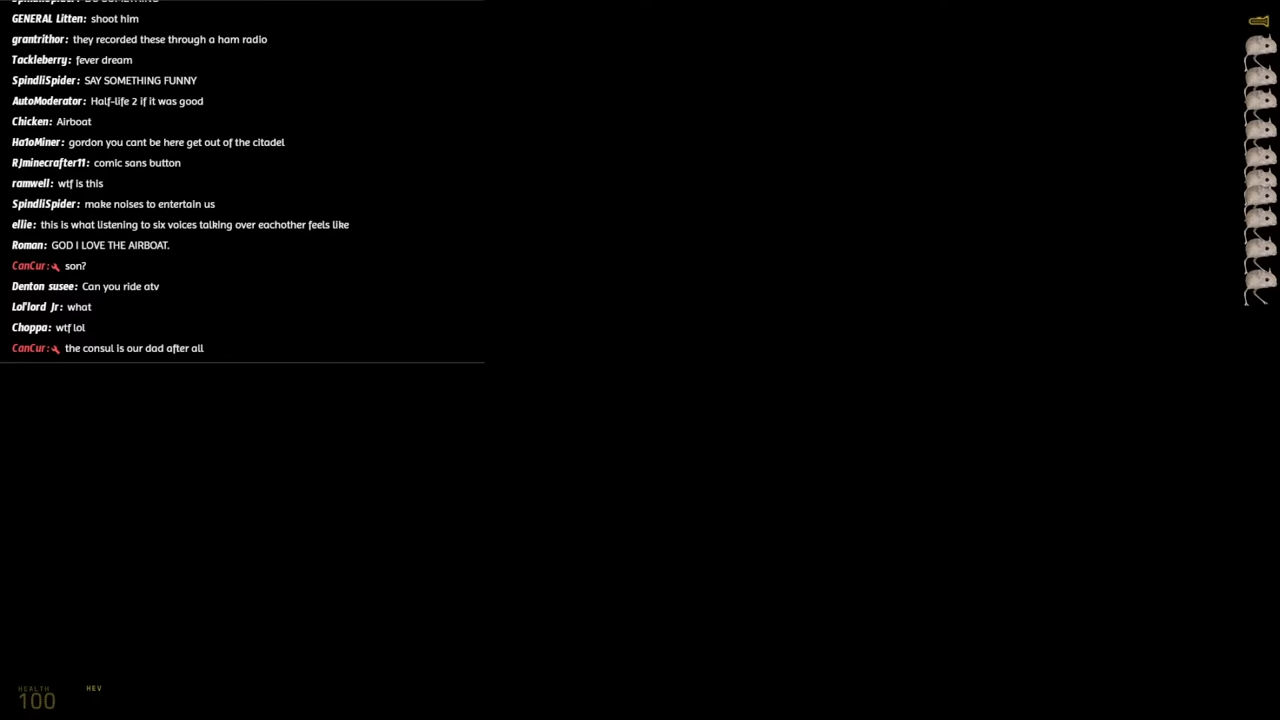 GENERAL Litten: shoot him
grantrithor: they recorded these through a ham radio
Tackleberry: fever dream
SpindliSpider: SAY SOMETHING FUNNY
AutoModerator: Half-life 2 if it was good
Chicken: Airboat
Ha1oMiner: gordon you cant be here get out of the citadel
RJminecrafter11: comic sans button
ramwell: wtf is this
SpindliSpider: make noises to entertain us
ellie: this is what listening to six voices talking over eachother feels like
Roman: GOD I LOVE THE AIRBOAT.
CanCur: son?
Denton susee: Can you ride atv
Lol'lord Jr: what
Choppa: wtf lol
CanCur: the consul is our dad after all
HEALTH
100
HEV